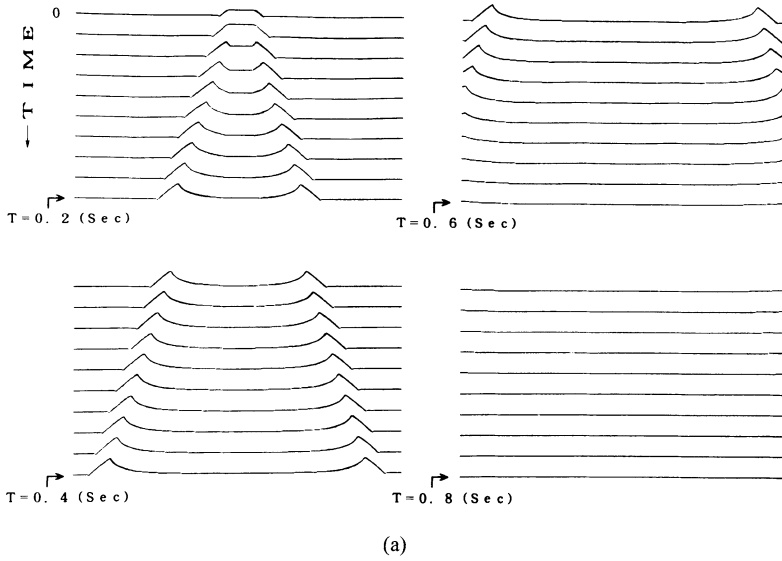 0
TIME
T=0. 2 (Sec)
T=0. 6 (Sec)
T=0. 4 (Sec)
T=0. 8 (Sec)
(a)